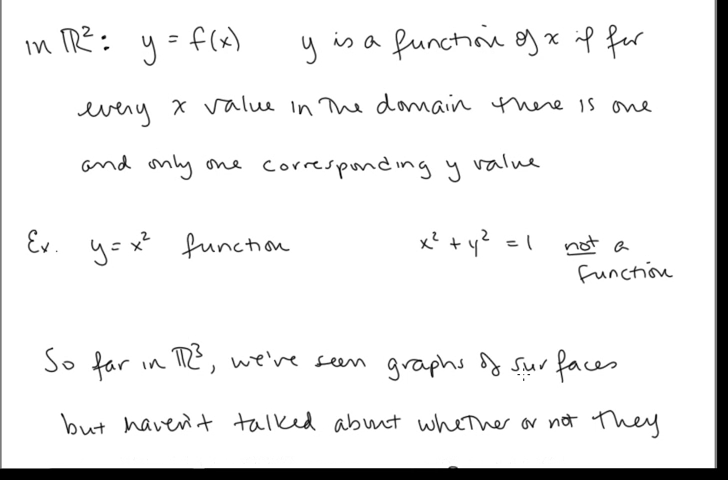 in ℝ²: y = f(x) y is a function of x if for
every x value in the domain there is one
and only one corresponding y value
Ex. y = x² function x² + y² = 1 not a
function
So far in ℝ³, we've seen graphs of surfaces
but haven't talked about whether or not they